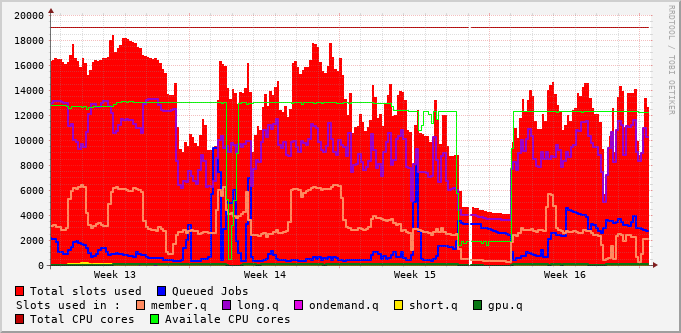 20000
18000
16000
14000
12000
10000
8000
6000
4000
2000
0
Week 13 Week 14 Week 15 Week 16
Total slots used Queued Jobs
Slots used in : member.q long.q ondemand.q short.q gpu.q
Total CPU cores Availale CPU cores
RRDTOOL / TOBI OETIKER